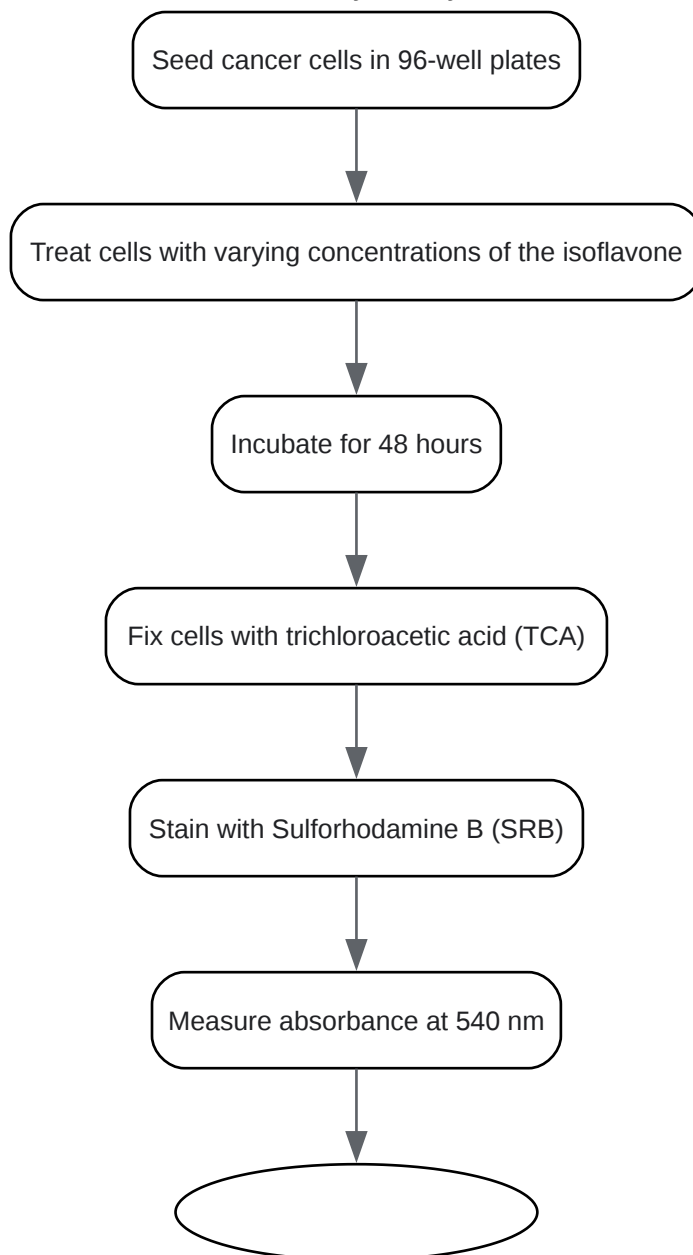 Seed cancer cells in 96-well plates
Treat cells with varying concentrations of the isoflavone
Incubate for 48 hours
Fix cells with trichloroacetic acid (TCA)
Stain with Sulforhodamine B (SRB)
Measure absorbance at 540 nm